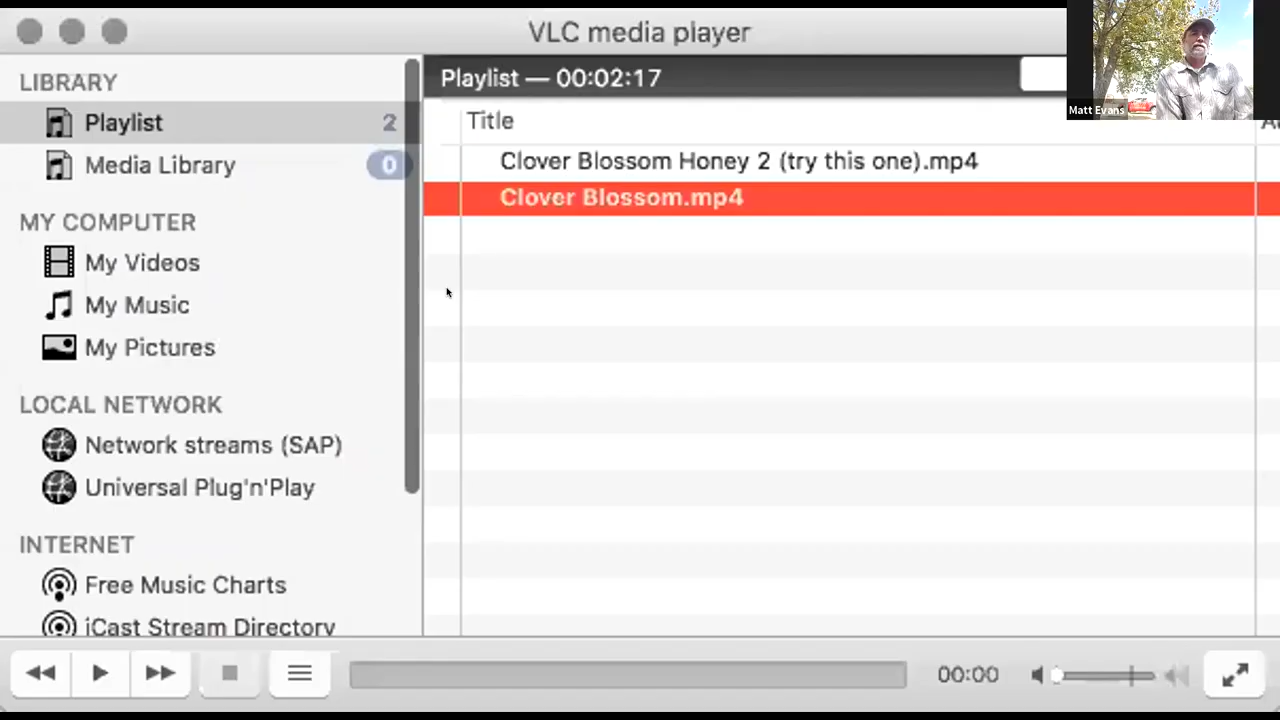 VLC media player
LIBRARY
Playlist 2
Media Library 0
MY COMPUTER
My Videos
My Music
My Pictures
LOCAL NETWORK
Network streams (SAP)
Universal Plug'n'Play
INTERNET
Free Music Charts
iCast Stream Directory
Playlist — 00:02:17
Title
Clover Blossom Honey 2 (try this one).mp4
Clover Blossom.mp4
00:00
Matt Evans